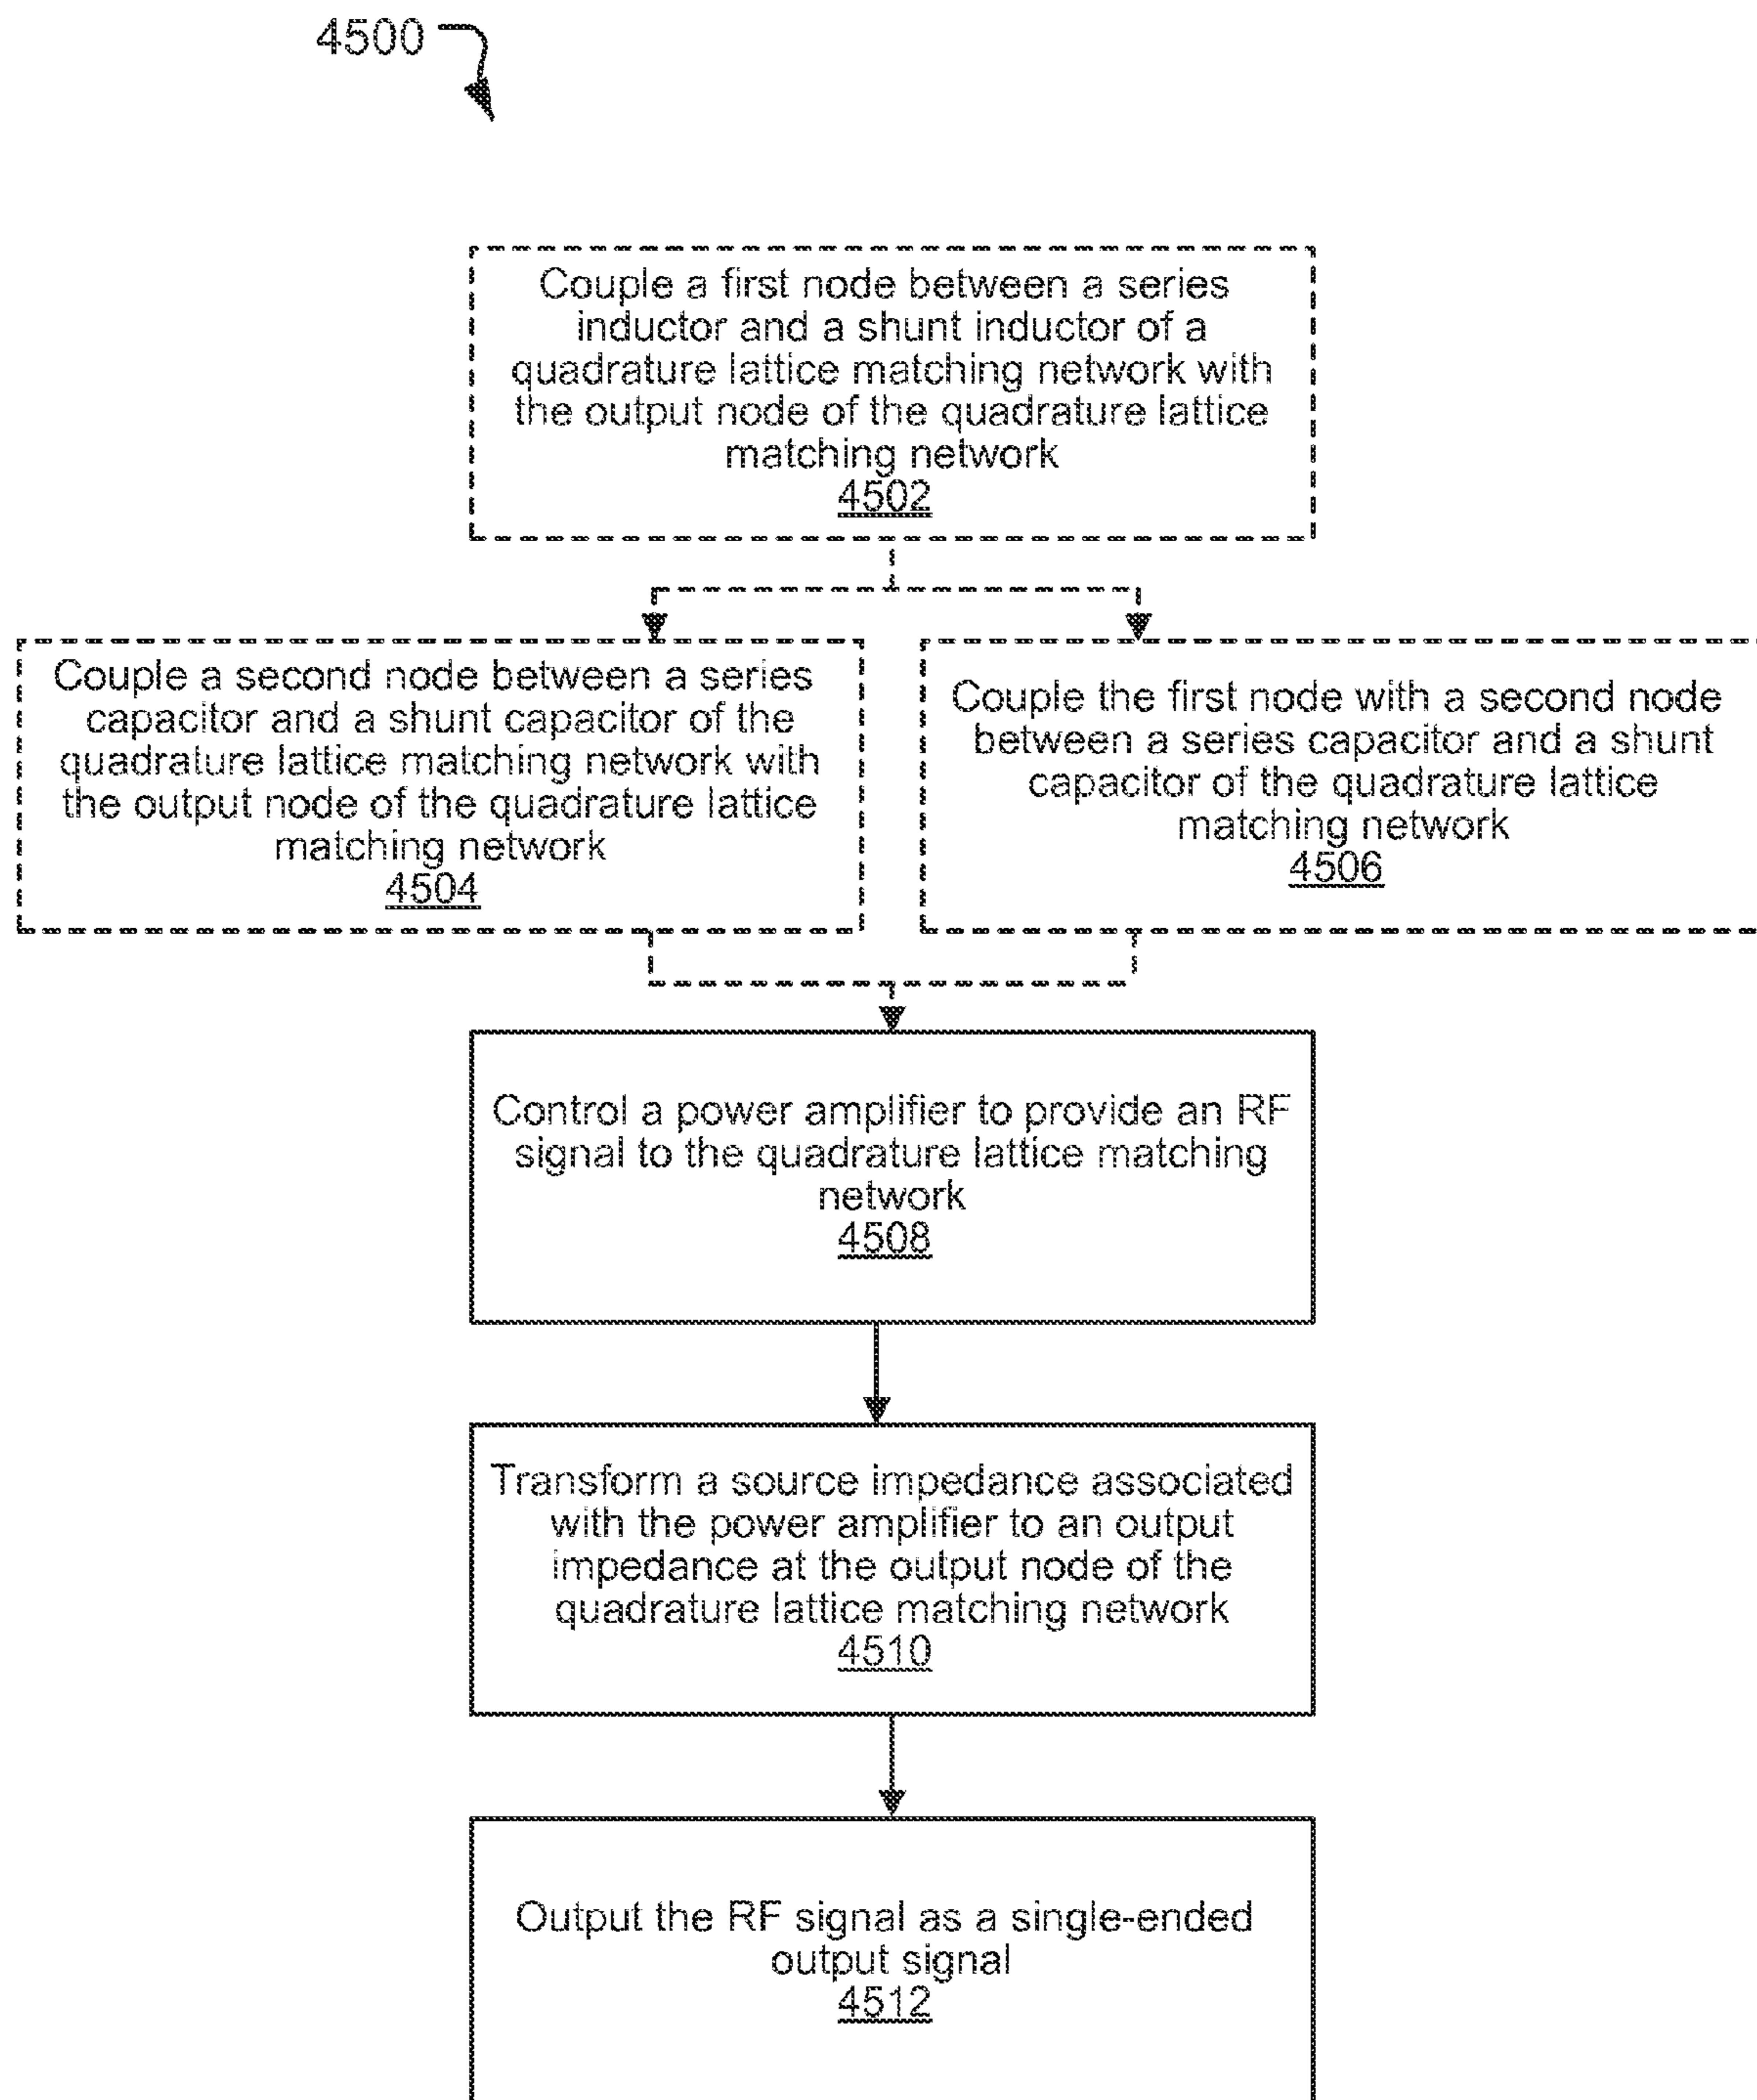 4500
Couple a first node between a series
inductor and a shunt inductor of a
quadrature lattice matching network with
the output node of the quadrature lattice
matching network
4502
Couple a second node between a series
capacitor and a shunt capacitor of the
quadrature lattice matching network with
the output node of the quadrature lattice
matching network
4504
Couple the first node with a second node
between a series capacitor and a shunt
capacitor of the quadrature lattice
matching network
4506
Control a power amplifier to provide an RF
signal to the quadrature lattice matching
network
4508
Transform a source impedance associated
with the power amplifier to an output
impedance at the output node of the
quadrature lattice matching network
4510
Output the RF signal as a single-ended
output signal
4512